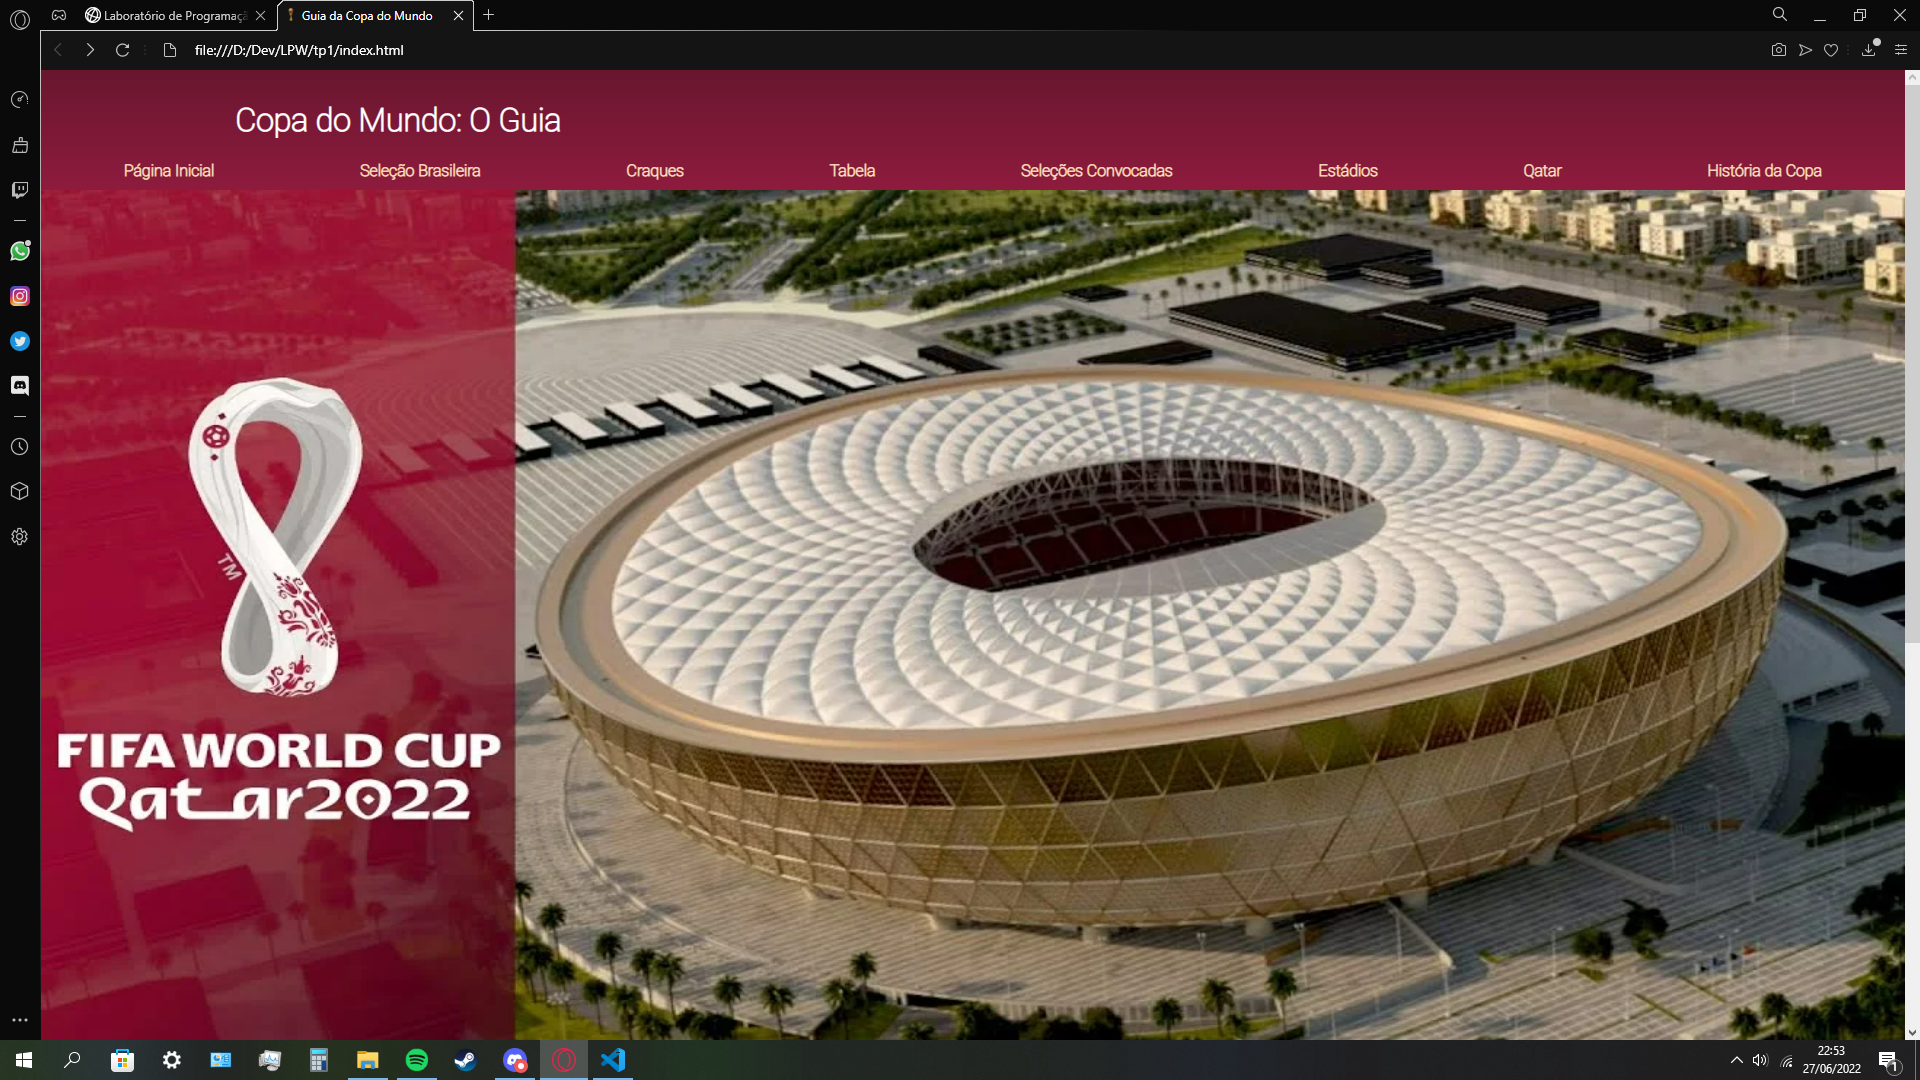 Laboratório de Programaçã
Guia da Copa do Mundo
file:///D:/Dev/LPW/tp1/index.html
Copa do Mundo: O Guia
Página Inicial
Seleção Brasileira
Craques
Tabela
Seleções Convocadas
Estádios
Qatar
História da Copa
TM
FIFA WORLD CUP
Qatar2022
22:53
27/06/2022
1